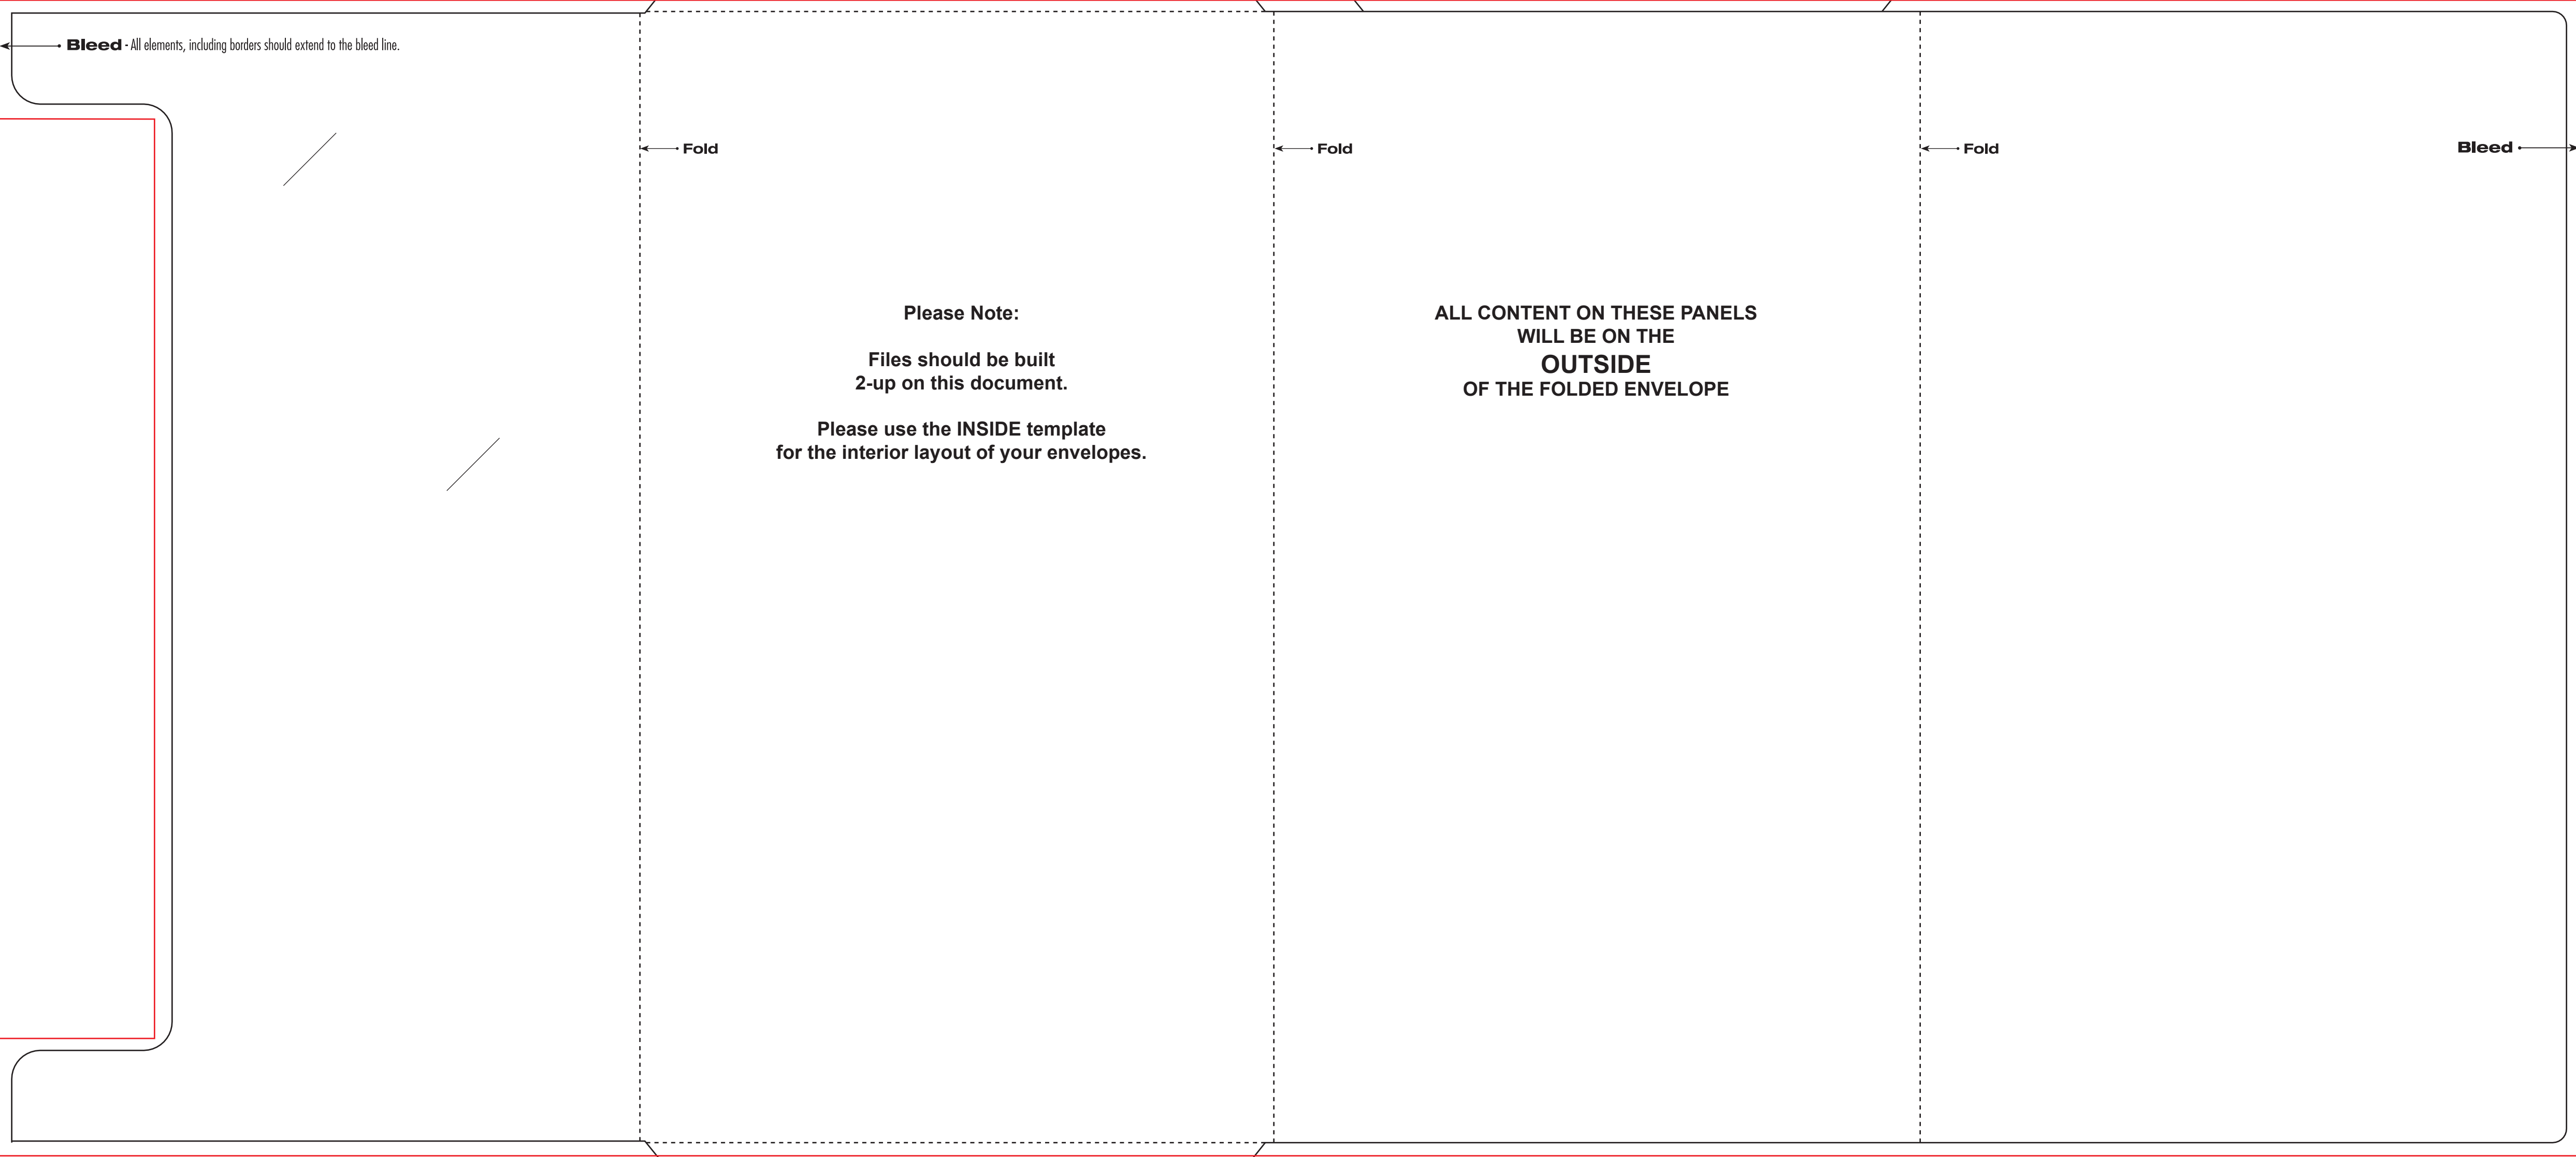 Bleed - All elements, including borders should extend to the bleed line.
Fold
Fold
Fold
Bleed
Please Note:
Files should be built
2-up on this document.
Please use the INSIDE template
for the interior layout of your envelopes.
ALL CONTENT ON THESE PANELS
WILL BE ON THE
OUTSIDE
OF THE FOLDED ENVELOPE